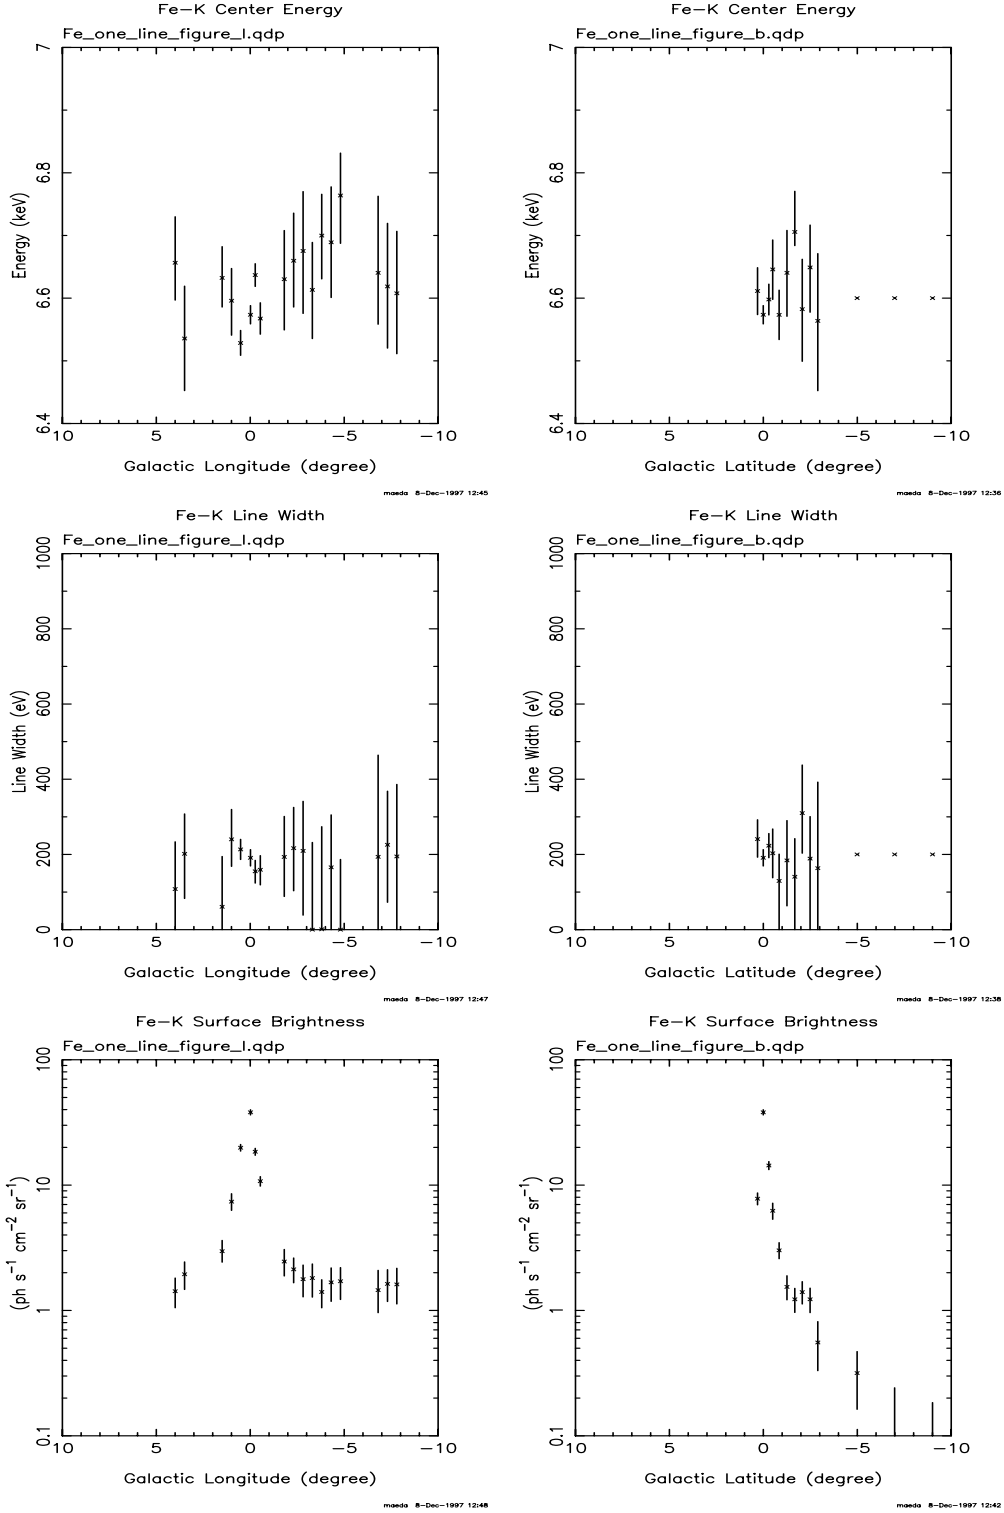 Fe−K Center Energy
Fe_one_line_figure_l.qdp
7
6.8
6.6
6.4
Energy (keV)
10 5 0 −5 −10
Galactic Longitude (degree)
maeda 8−Dec−1997 12:45
Fe−K Center Energy
Fe_one_line_figure_b.qdp
7
6.8
6.6
6.4
Energy (keV)
10 5 0 −5 −10
Galactic Latitude (degree)
maeda 8−Dec−1997 12:36
Fe−K Line Width
Fe_one_line_figure_l.qdp
1000
800
600
400
200
0
Line Width (eV)
10 5 0 −5 −10
Galactic Longitude (degree)
maeda 8−Dec−1997 12:47
Fe−K Line Width
Fe_one_line_figure_b.qdp
1000
800
600
400
200
0
Line Width (eV)
10 5 0 −5 −10
Galactic Latitude (degree)
maeda 8−Dec−1997 12:38
Fe−K Surface Brightness
Fe_one_line_figure_l.qdp
100
10
1
0.1
(ph s⁻¹ cm⁻² sr⁻¹)
10 5 0 −5 −10
Galactic Longitude (degree)
maeda 8−Dec−1997 12:48
Fe−K Surface Brightness
Fe_one_line_figure_b.qdp
100
10
1
0.1
(ph s⁻¹ cm⁻² sr⁻¹)
10 5 0 −5 −10
Galactic Latitude (degree)
maeda 8−Dec−1997 12:42